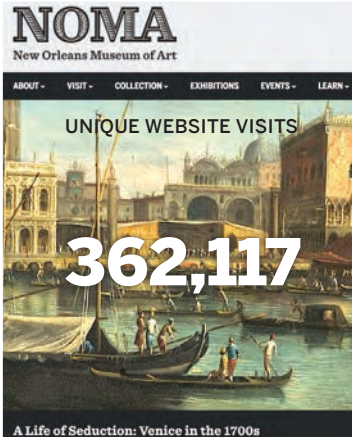 NOMA
New Orleans Museum of Art
ABOUT VISIT COLLECTION EXHIBITIONS EVENTS LEARN
UNIQUE WEBSITE VISITS
362,117
A Life of Seduction: Venice in the 1700s